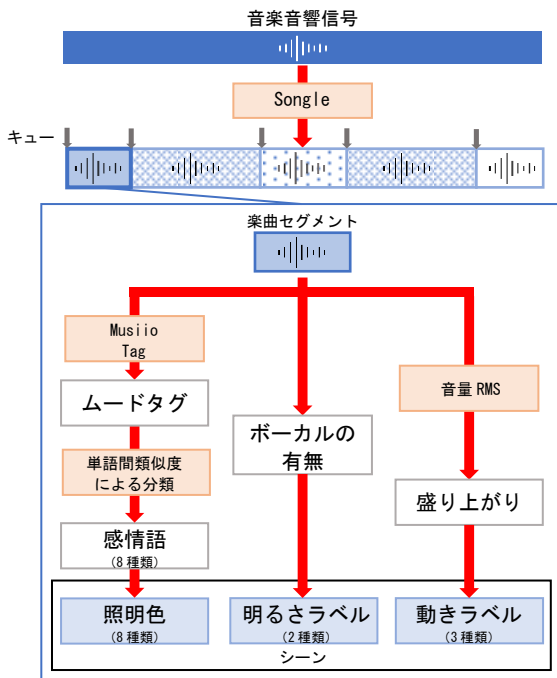 音楽音響信号
Songle
キュー
楽曲セグメント
Musiio
Tag
ムードタグ
単語間類似度
による分類
感情語
(8種類)
ボーカルの
有無
音量 RMS
盛り上がり
照明色
(8種類)
明るさラベル
(2種類)
動きラベル
(3種類)
シーン